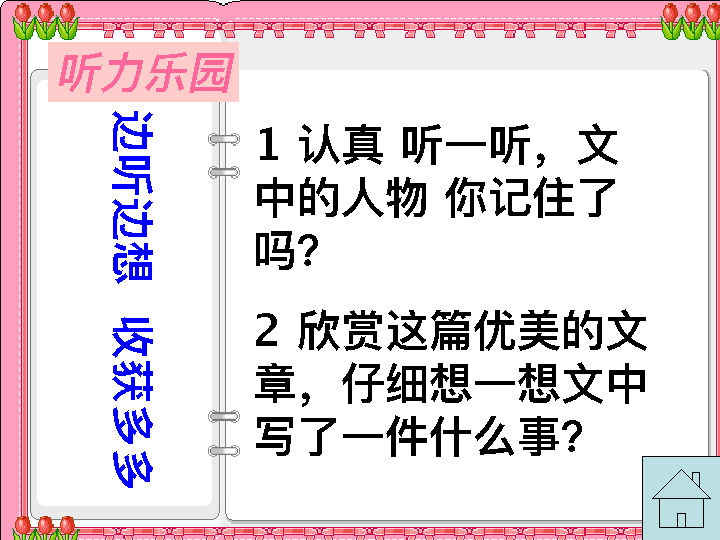 听力乐园
边听边想 收获多多
1 认真 听一听，文
中的人物 你记住了
吗？
2 欣赏这篇优美的文
章，仔细想一想文中
写了一件什么事？